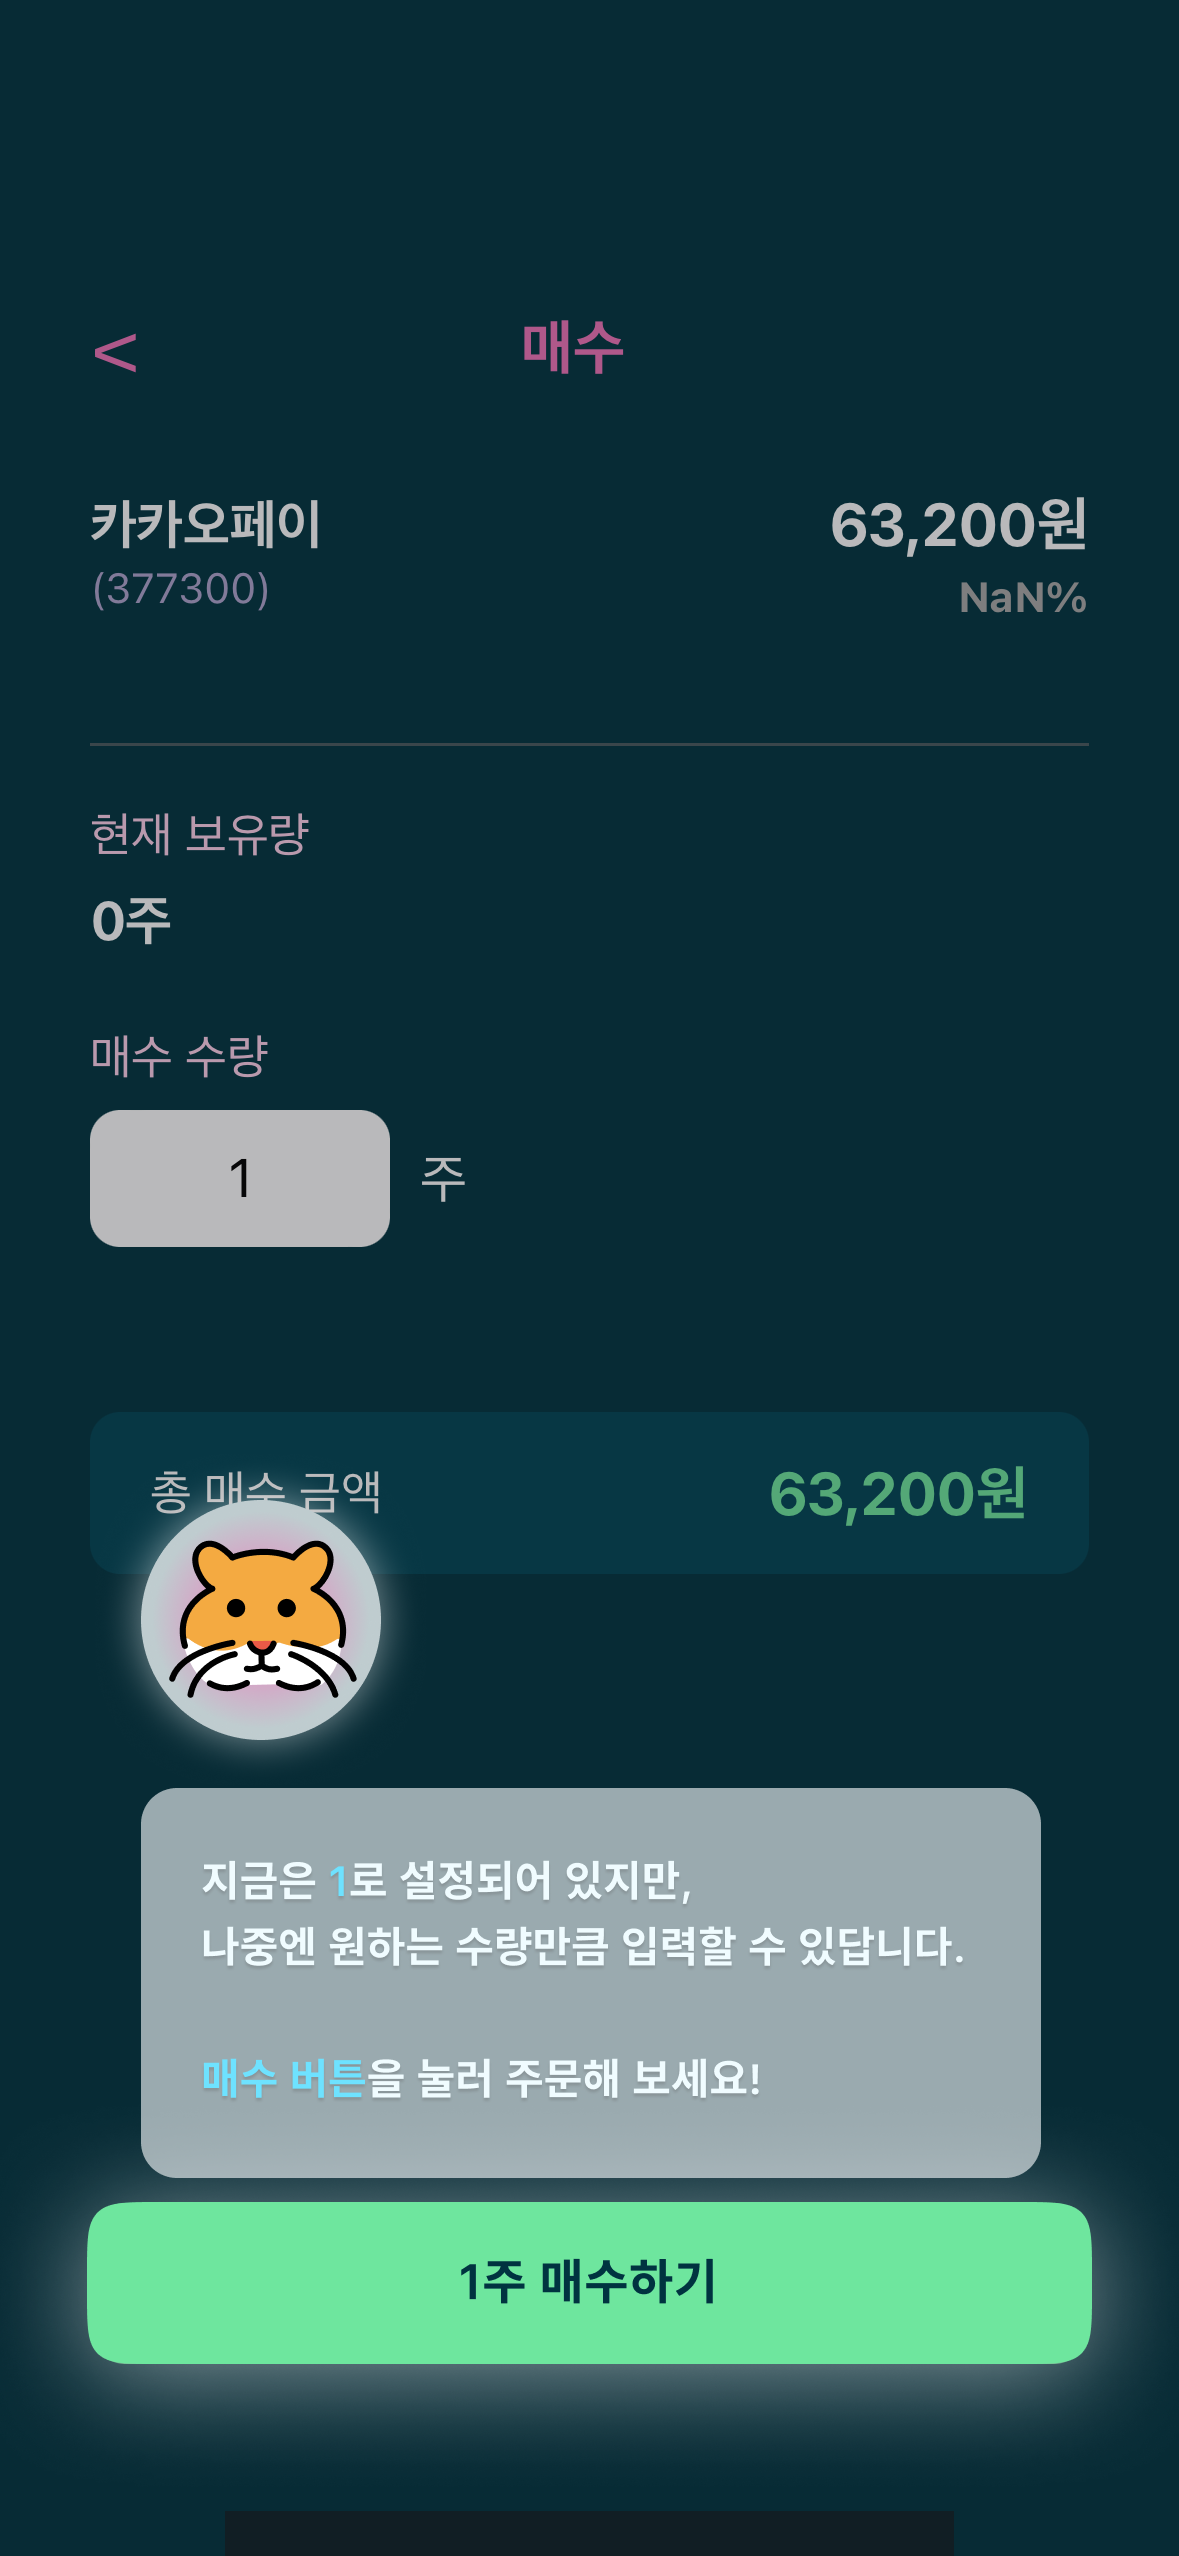 < 매수
카카오페이 63,200원
(377300) NaN%
현재 보유량
0주
매수 수량
1 주
총 매수 금액 63,200원
지금은 1로 설정되어 있지만,
나중엔 원하는 수량만큼 입력할 수 있답니다.
매수 버튼을 눌러 주문해 보세요!
1주 매수하기